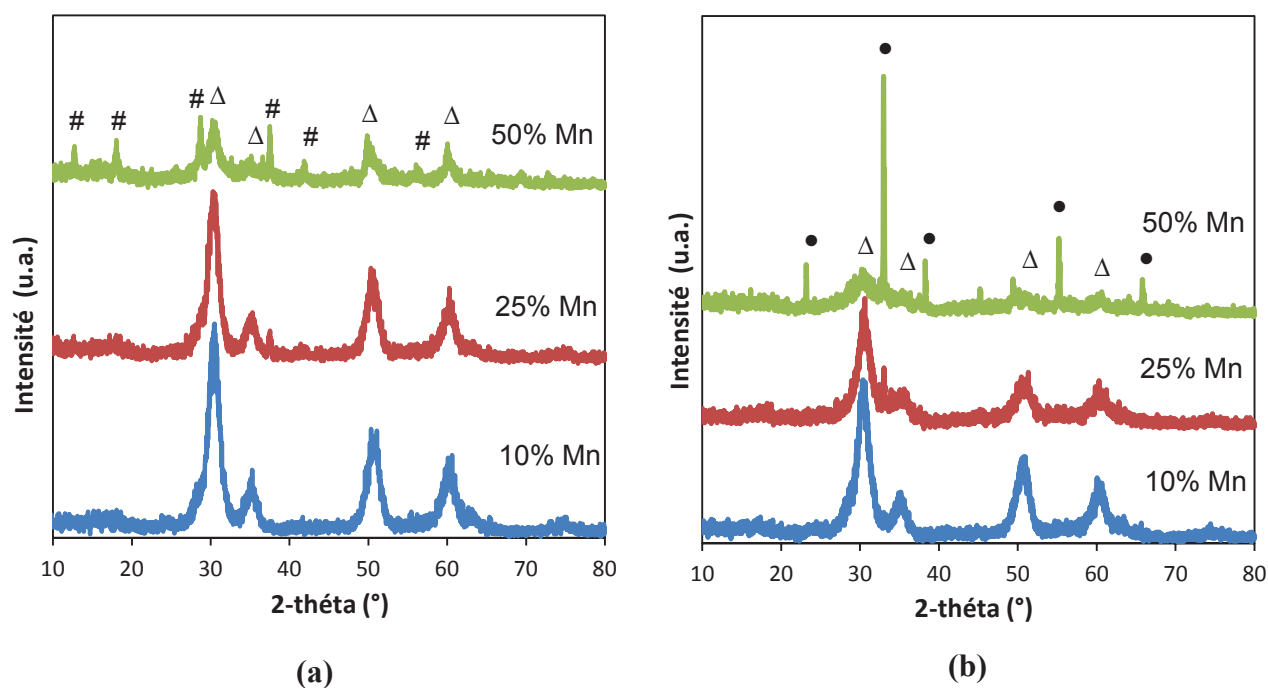 # # # Δ Δ # # Δ # Δ
50% Mn
25% Mn
10% Mn
Intensité (u.a.)
10 20 30 40 50 60 70 80
2-théta (°)
(a)
● ● Δ Δ ● Δ ● Δ ●
50% Mn
25% Mn
10% Mn
Intensité (u.a.)
10 20 30 40 50 60 70 80
2-théta (°)
(b)